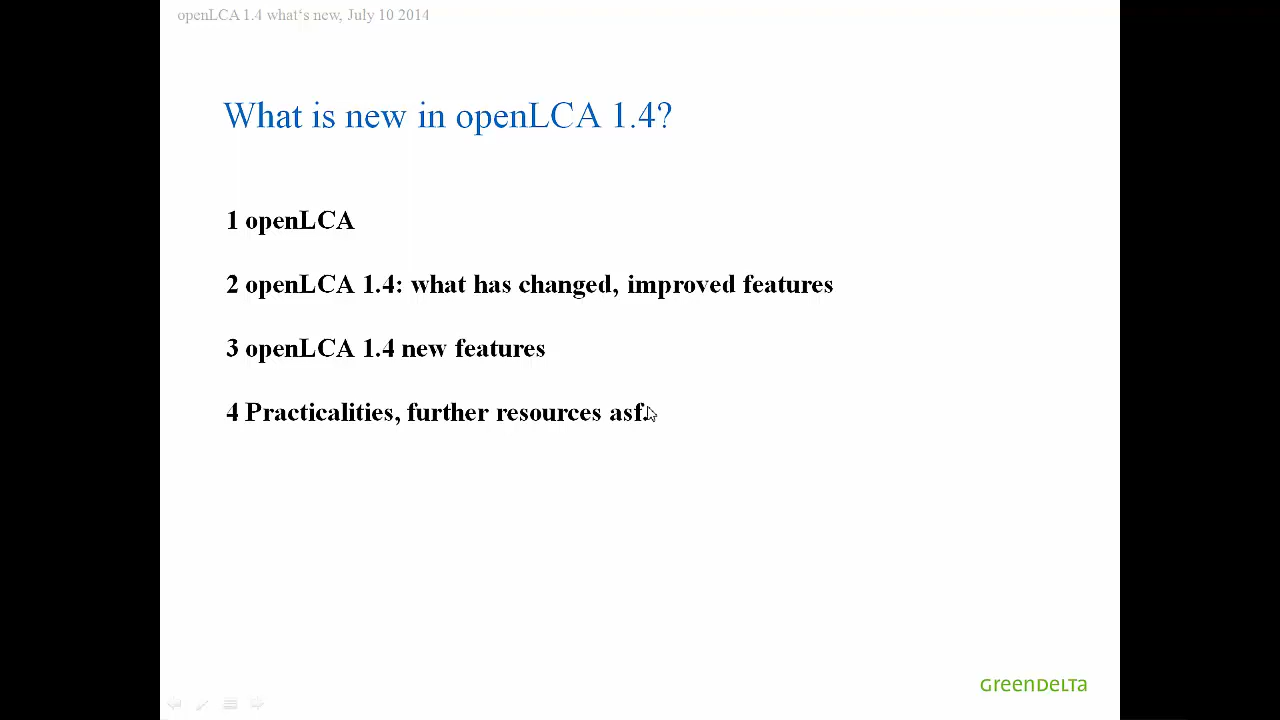 openLCA 1.4 what‘s new, July 10 2014
What is new in openLCA 1.4?
1 openLCA
2 openLCA 1.4: what has changed, improved features
3 openLCA 1.4 new features
4 Practicalities, further resources asf.
GreenDelta